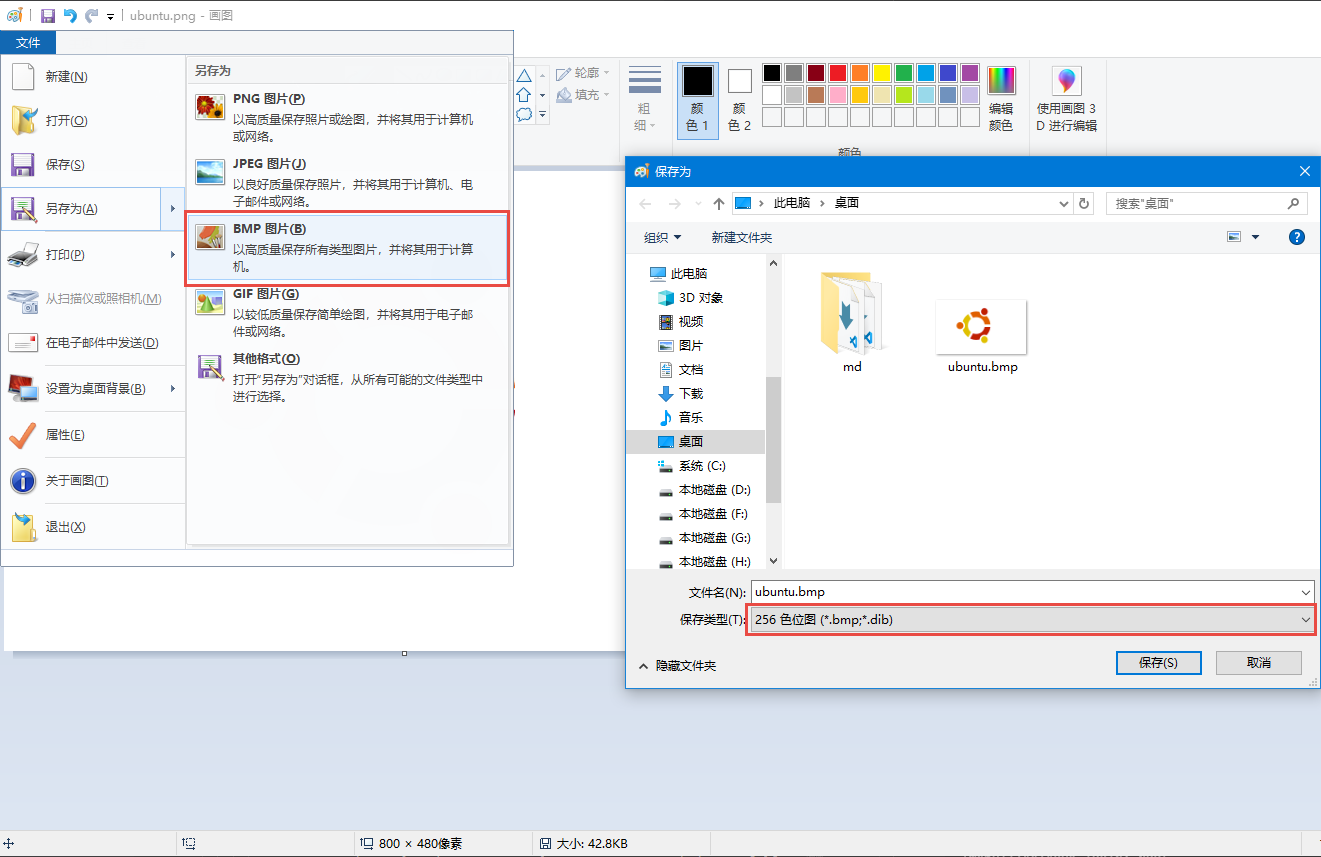 ubuntu.png - 画图
文件
新建(N)
打开(O)
保存(S)
另存为(A)
打印(P)
从扫描仪或照相机(M)
在电子邮件中发送(D)
设置为桌面背景(B)
属性(E)
关于画图(T)
退出(X)
另存为
PNG 图片(P)
以高质量保存照片或绘图，并将其用于计算机
或网络。
JPEG 图片(J)
以良好质量保存照片，并将其用于计算机、电
子邮件或网络。
BMP 图片(B)
以高质量保存所有类型图片，并将其用于计算
机。
GIF 图片(G)
以较低质量保存简单绘图，并将其用于电子邮
件或网络。
其他格式(O)
打开“另存为”对话框，从所有可能的文件类型中
进行选择。
轮廓
填充
粗
细
颜
色 1
颜
色 2
编辑
颜色
使用画图 3
D 进行编辑
颜色
保存为
此电脑 › 桌面
搜索"桌面"
组织
新建文件夹
此电脑
3D 对象
视频
图片
文档
下载
音乐
桌面
系统 (C:)
本地磁盘 (D:)
本地磁盘 (F:)
本地磁盘 (G:)
本地磁盘 (H:)
md
ubuntu.bmp
文件名(N):
ubuntu.bmp
保存类型(T):
256 色位图 (*.bmp;*.dib)
隐藏文件夹
保存(S)
取消
800 × 480像素
大小: 42.8KB